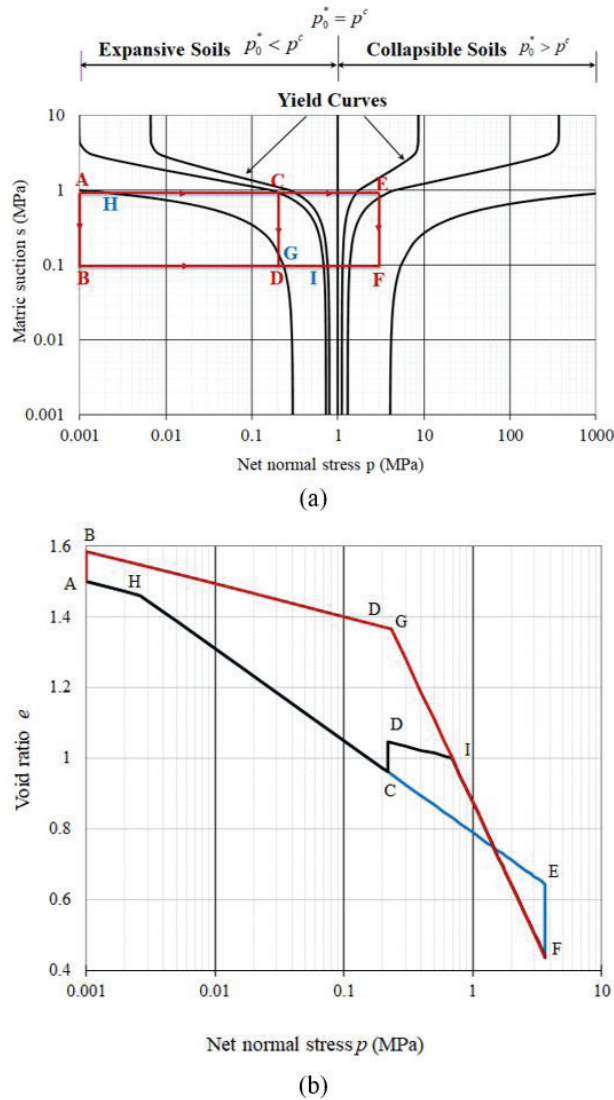 p₀* = pᶜ
Expansive Soils p₀* < pᶜ Collapsible Soils p₀* > pᶜ
Yield Curves
10
A C E
1
H
Matric suction s (MPa)
G
0.1
B D I F
0.01
0.001
0.001 0.01 0.1 1 10 100 1000
Net normal stress p (MPa)
(a)
B
1.6
A H
1.4
D G
1.2
Void ratio e
D
I
1
C
0.8
E
0.6
F
0.4
0.001 0.01 0.1 1 10
Net normal stress p (MPa)
(b)